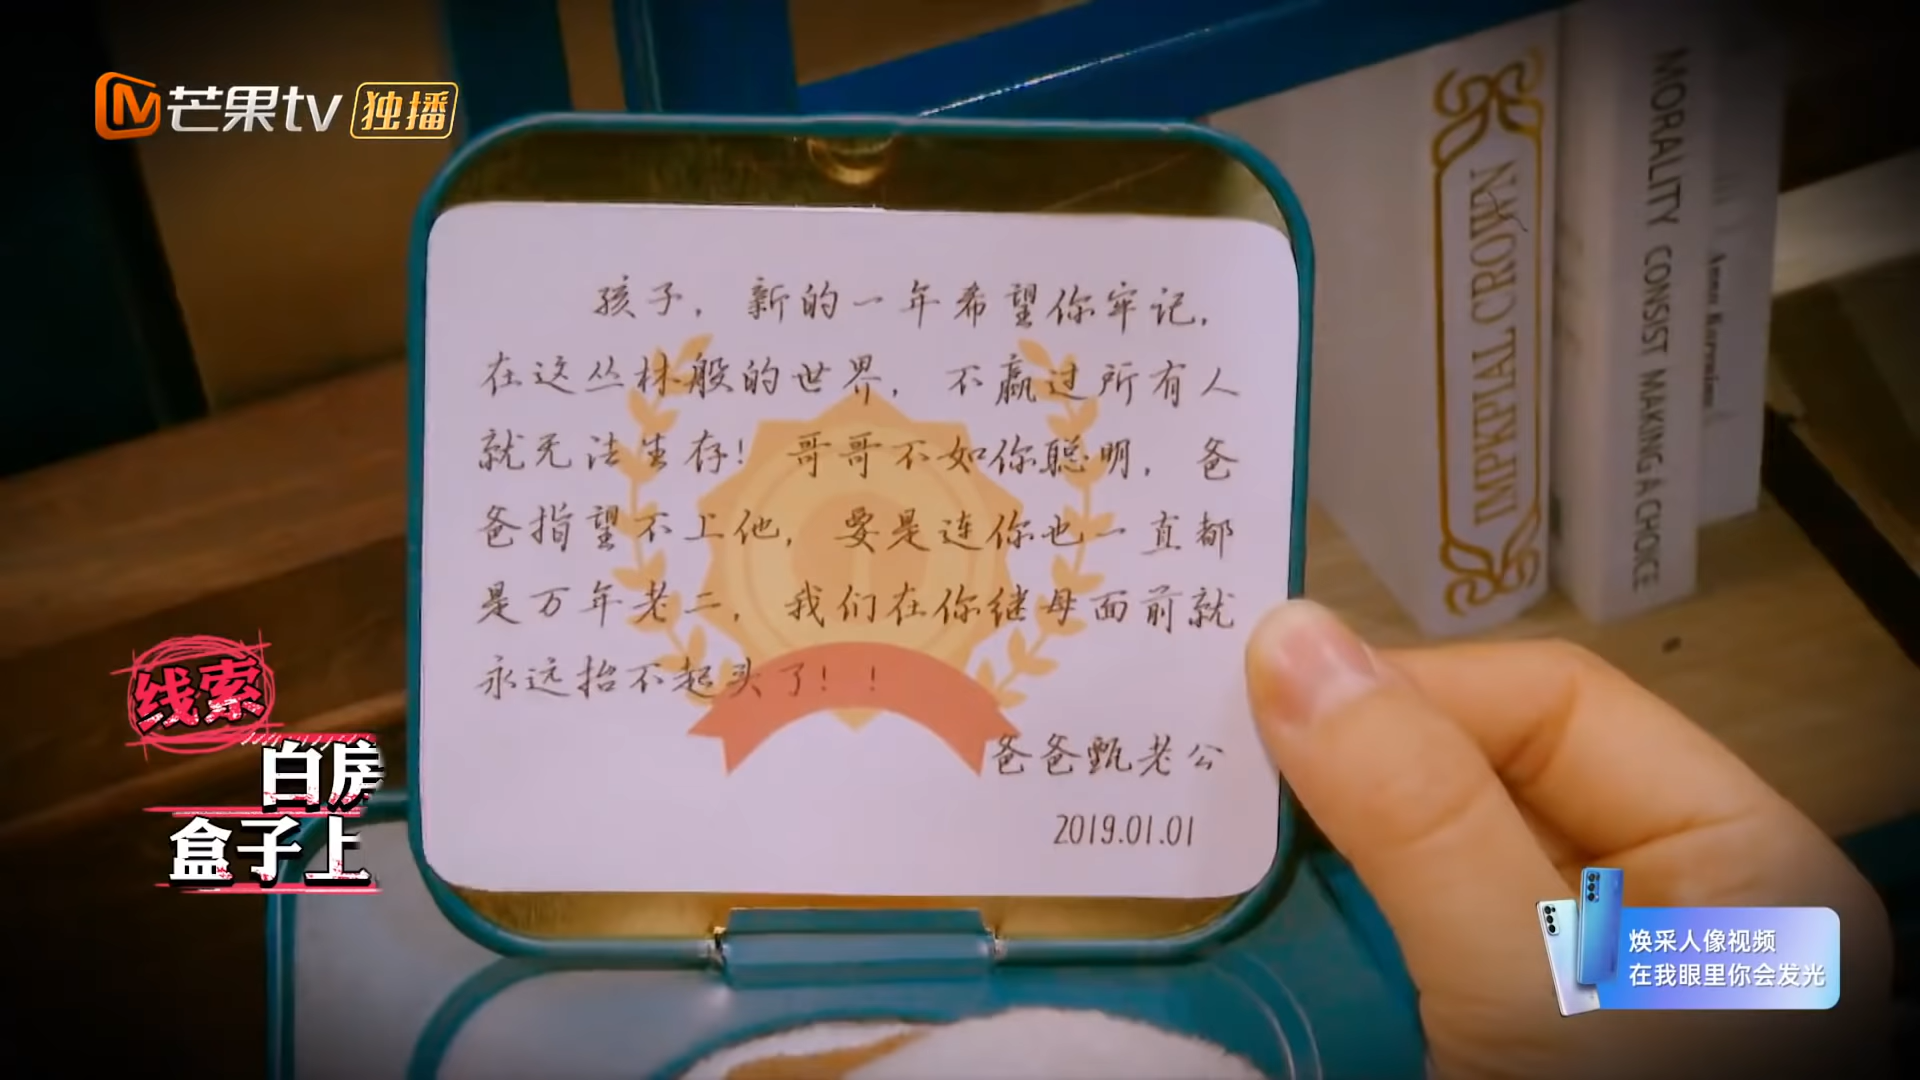 芒果tv 独播
孩子，新的一年希望你牢记，
在这丛林般的世界，不赢过所有人
就无法生存！哥哥不如你聪明，爸
爸指望不上他，要是连你也一直都
是万年老二，我们在你继母面前就
永远抬不起头了！！
爸爸甄老公
2019.01.01
线索
白房
盒子上
IMPKPIAL CROWN
MORALITY CONSIST MAKING A CHOICE
焕采人像视频
在我眼里你会发光